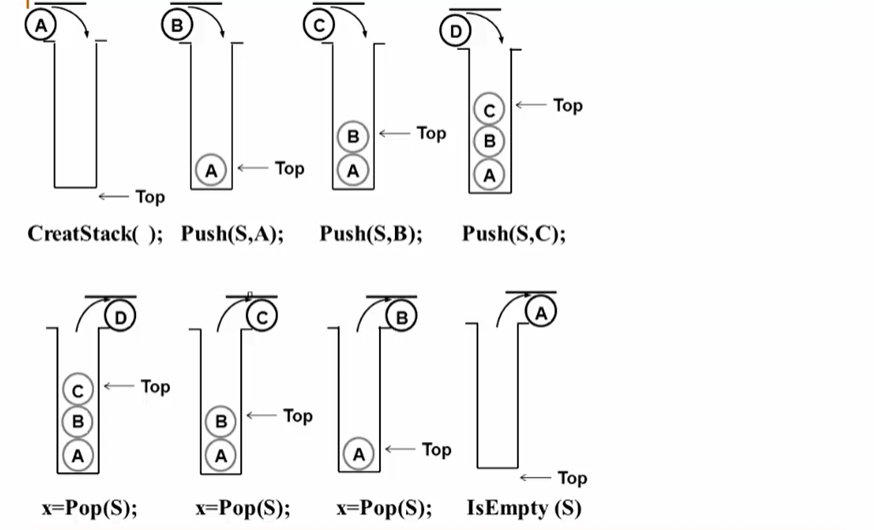 A B C D
C Top
B B Top B
A Top A A
Top
CreatStack( ); Push(S,A); Push(S,B); Push(S,C);
D C B A
C Top
B B Top
A A A Top
Top
x=Pop(S); x=Pop(S); x=Pop(S); IsEmpty (S)